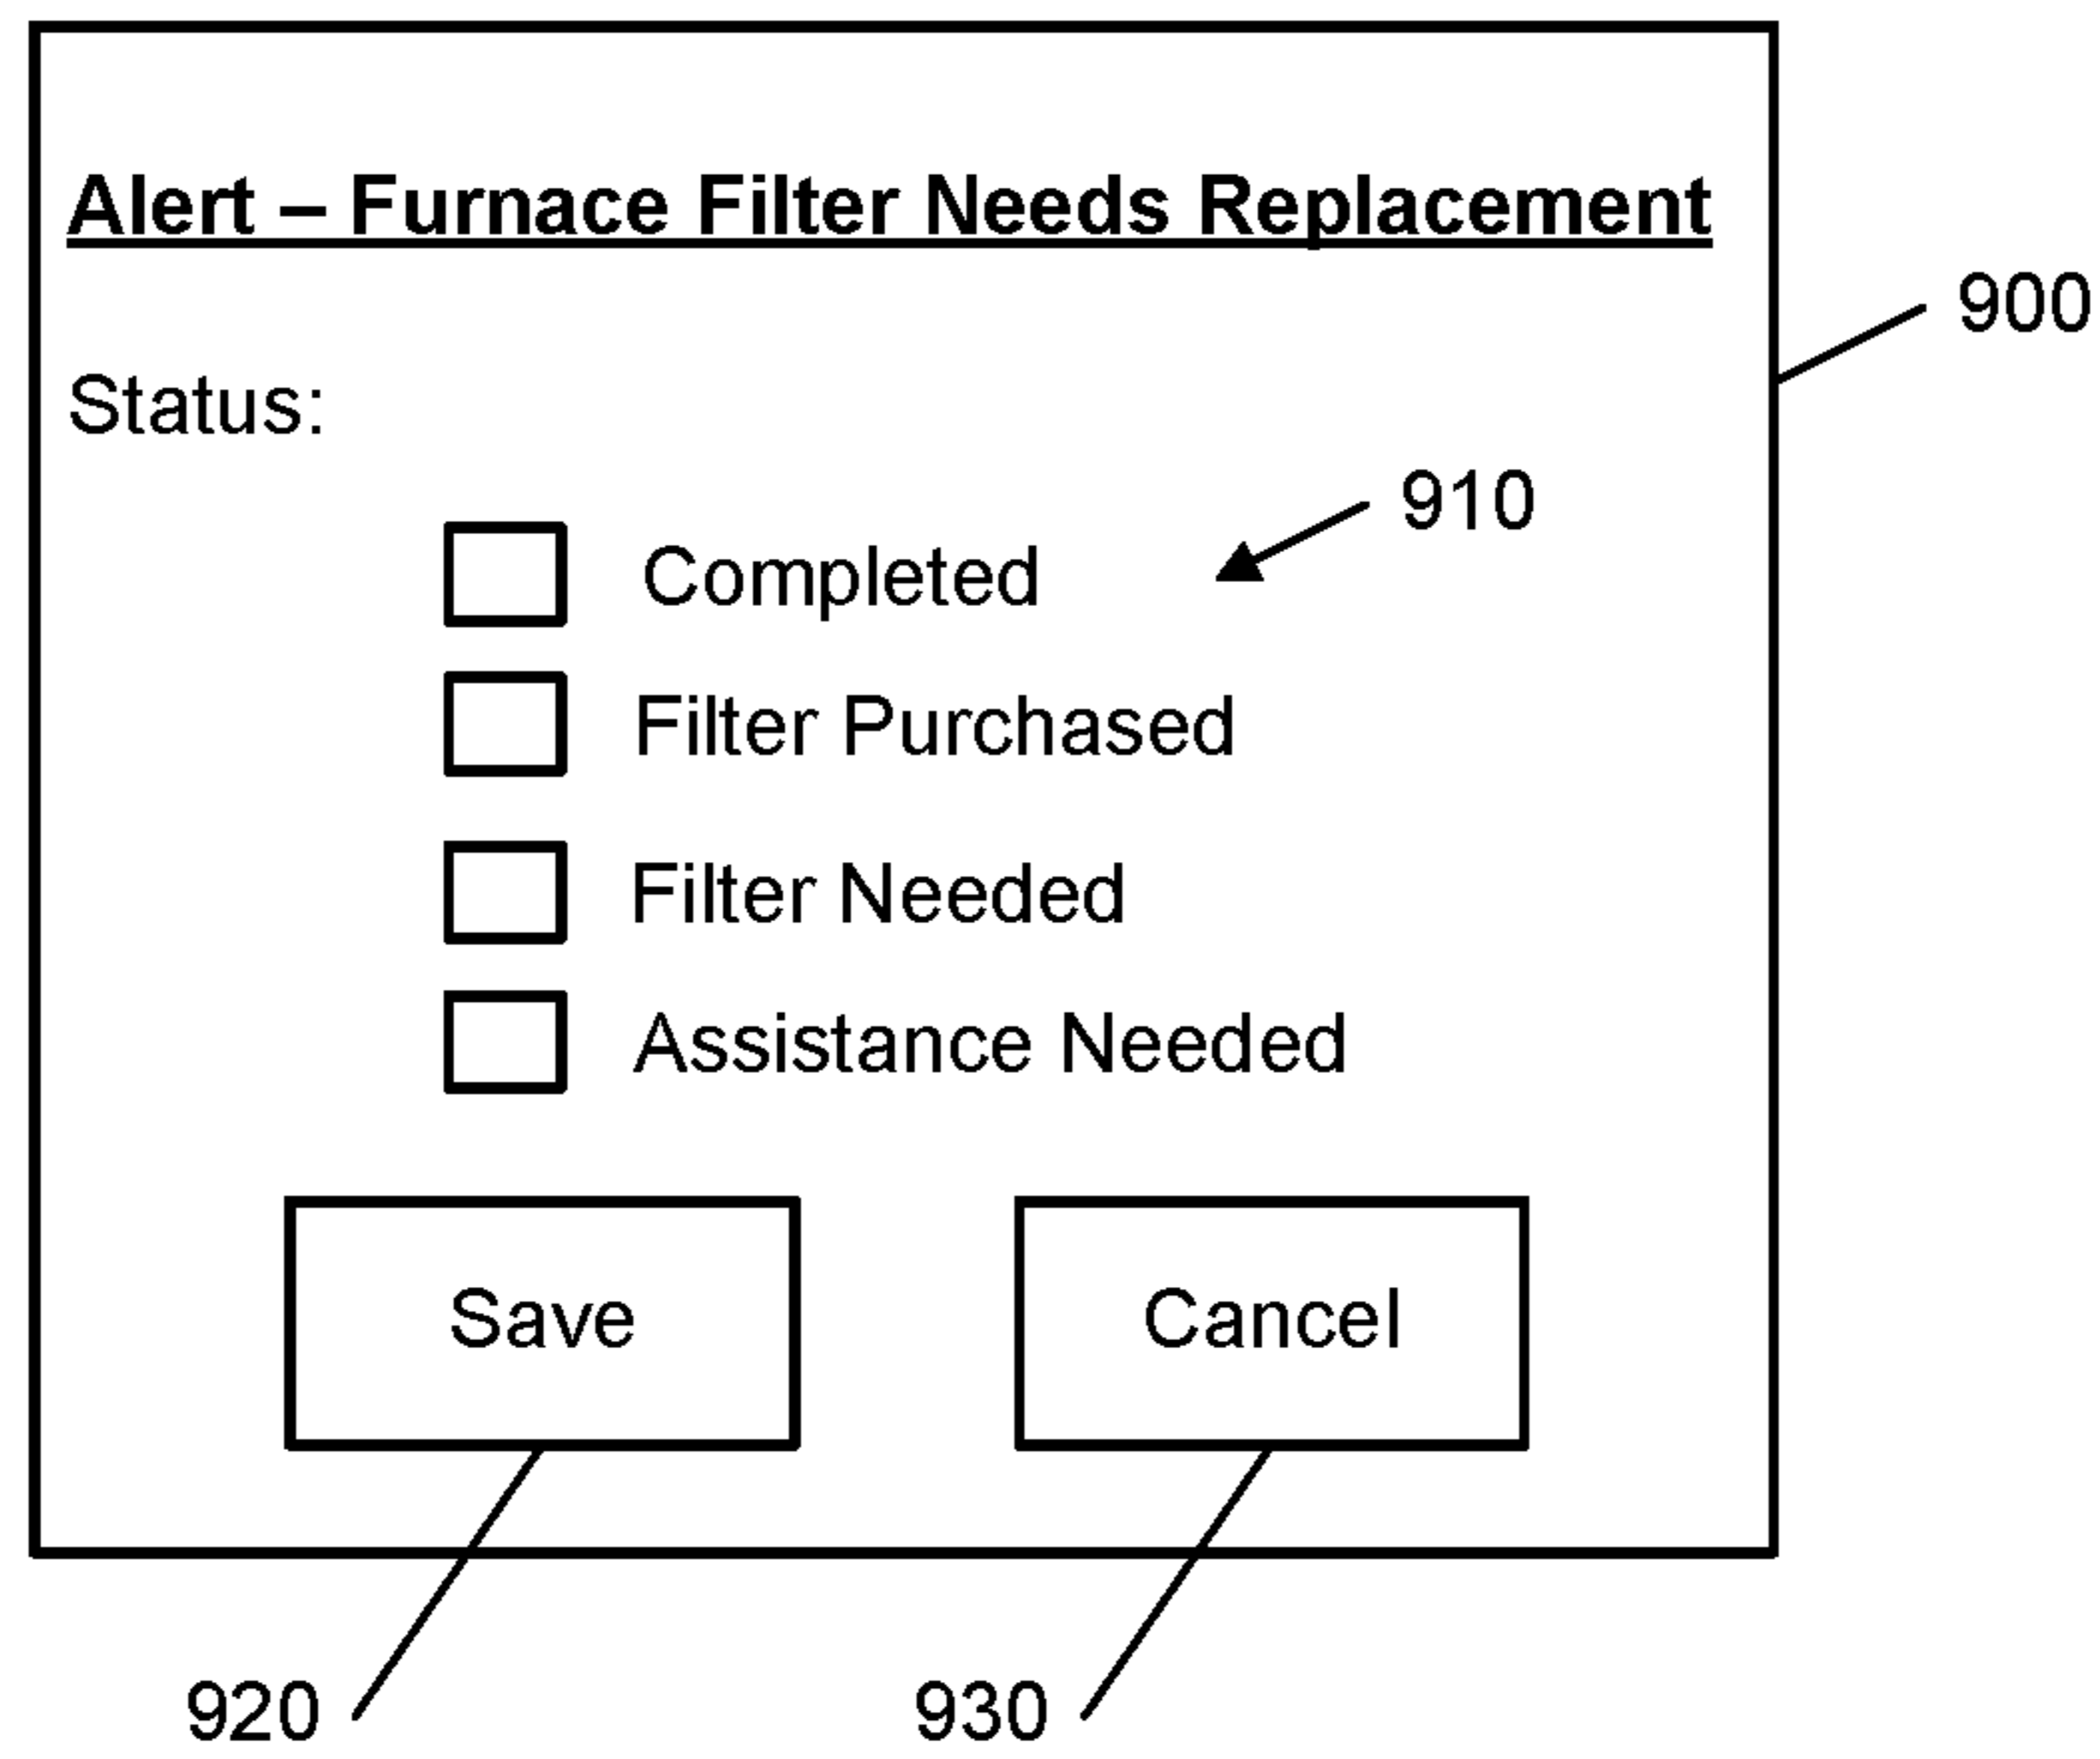 Alert – Furnace Filter Needs Replacement
900
Status:
910
Completed
Filter Purchased
Filter Needed
Assistance Needed
Save
Cancel
920
930